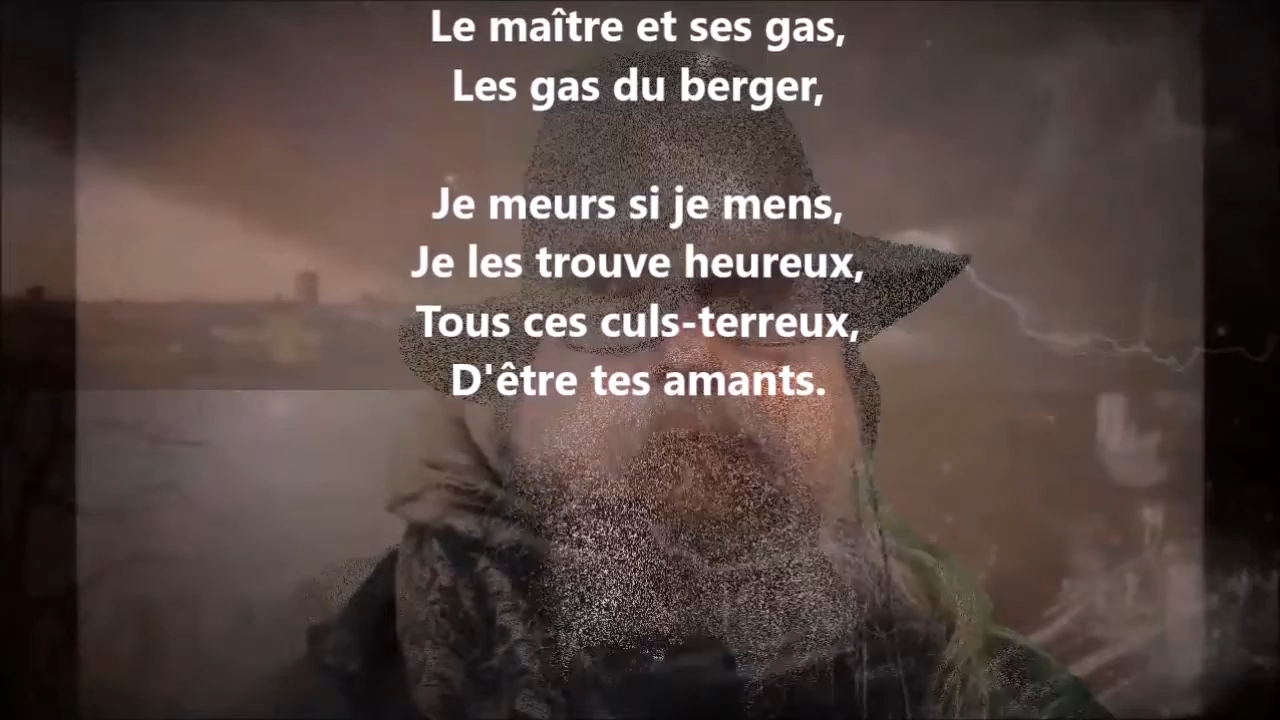 Le maître et ses gas,
Les gas du berger,
Je meurs si je mens,
Je les trouve heureux,
Tous ces culs-terreux,
D'être tes amants.